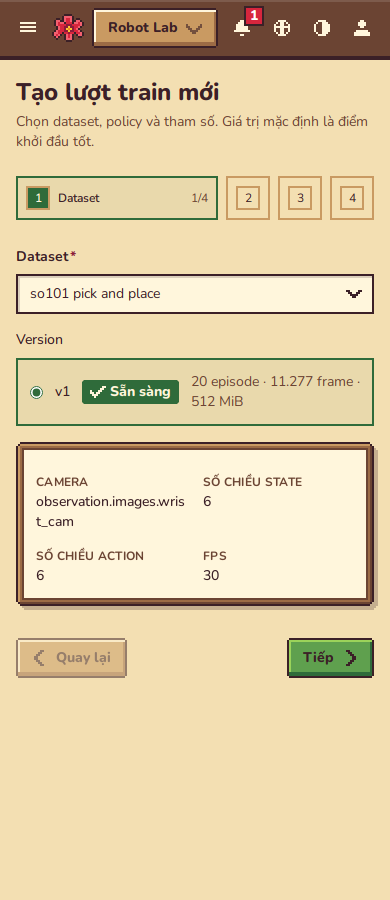 Robot Lab
1
Tạo lượt train mới
Chọn dataset, policy và tham số. Giá trị mặc định là điểm
khởi đầu tốt.
1 Dataset 1/4 2 3 4
Dataset*
so101 pick and place
Version
v1 Sẵn sàng 20 episode · 11.277 frame ·
512 MiB
CAMERA SỐ CHIỀU STATE
observation.images.wris 6
t_cam
SỐ CHIỀU ACTION FPS
6 30
Quay lại Tiếp